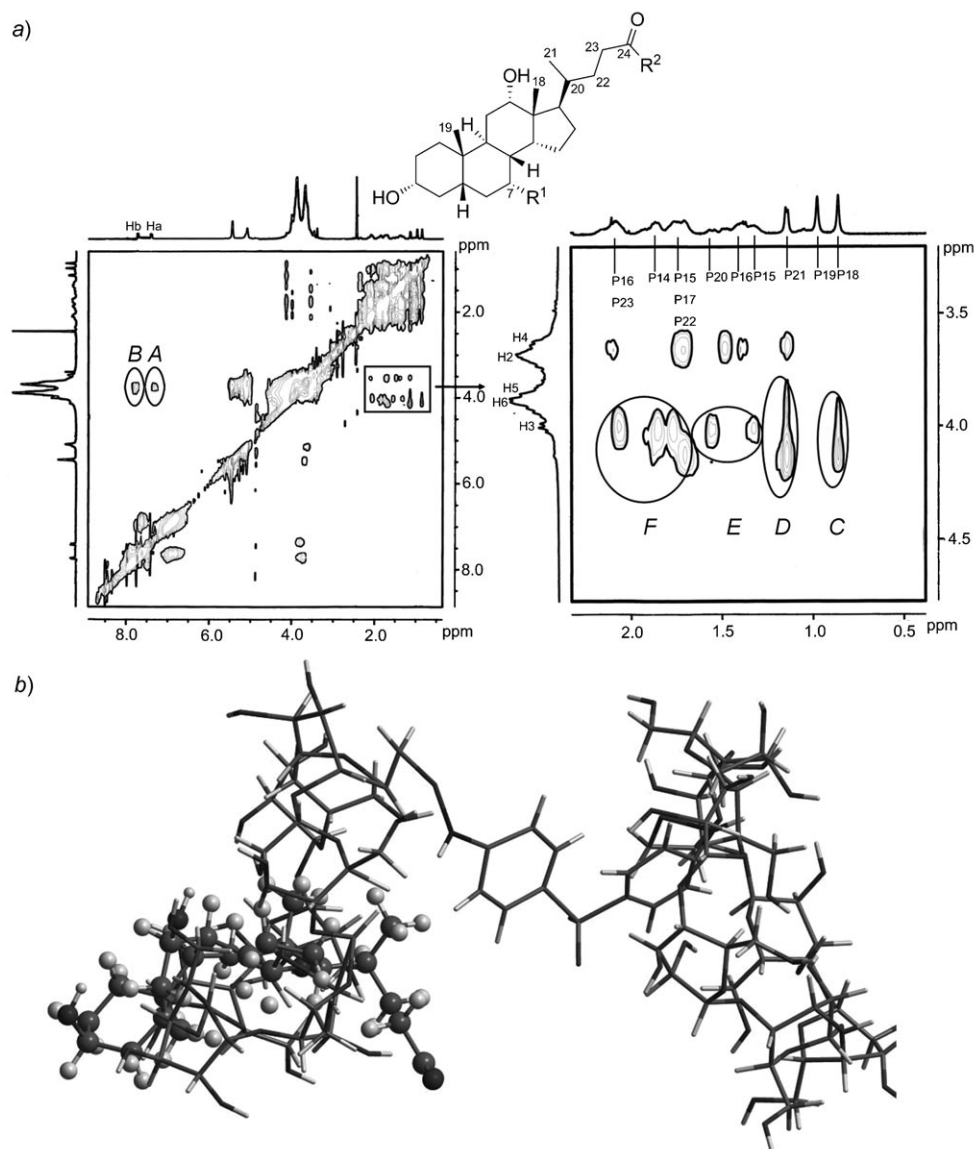 a)
O
21
23
24
R²
OH
18
20
22
19
H
H
H
HO
H
7
R¹
Hb Ha
ppm
ppm
2.0
4.0
6.0
8.0
B A
8.0 6.0 4.0 2.0 ppm
P16 P14 P15 P20 P16 P15 P21 P19 P18
P23 P17
P22
H4
H2
H5
H6
H3
3.5
4.0
4.5
F E D C
2.0 1.5 1.0 0.5 ppm
b)